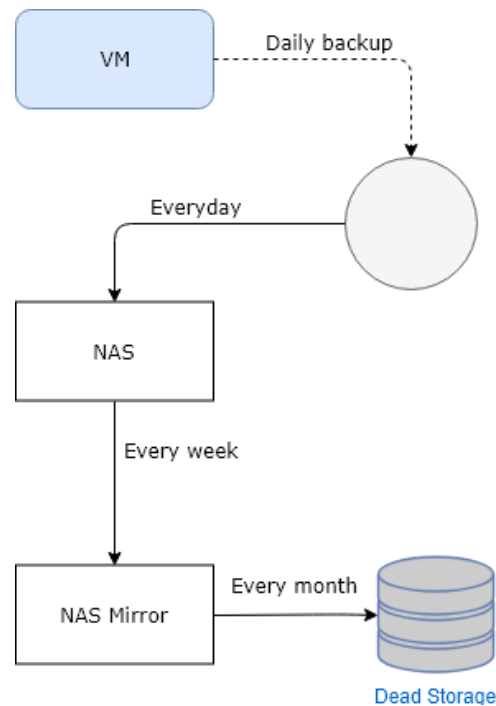 VM
Daily backup
Everyday
NAS
Every week
NAS Mirror
Every month
Dead Storage